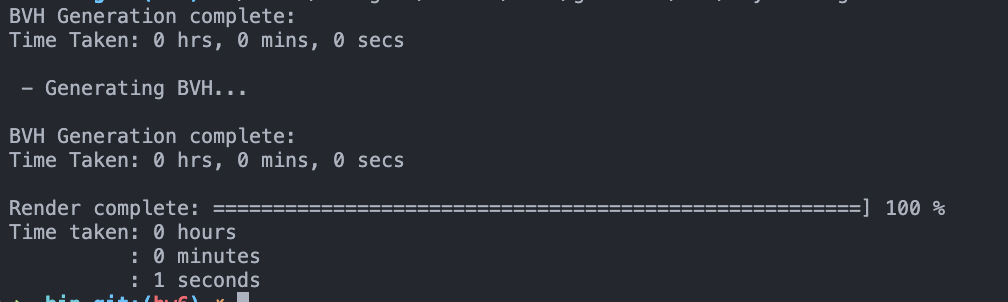 BVH Generation complete:
Time Taken: 0 hrs, 0 mins, 0 secs
- Generating BVH...
BVH Generation complete:
Time Taken: 0 hrs, 0 mins, 0 secs
Render complete: ======================================================] 100 %
Time taken: 0 hours
: 0 minutes
: 1 seconds
bin git:(hw6)